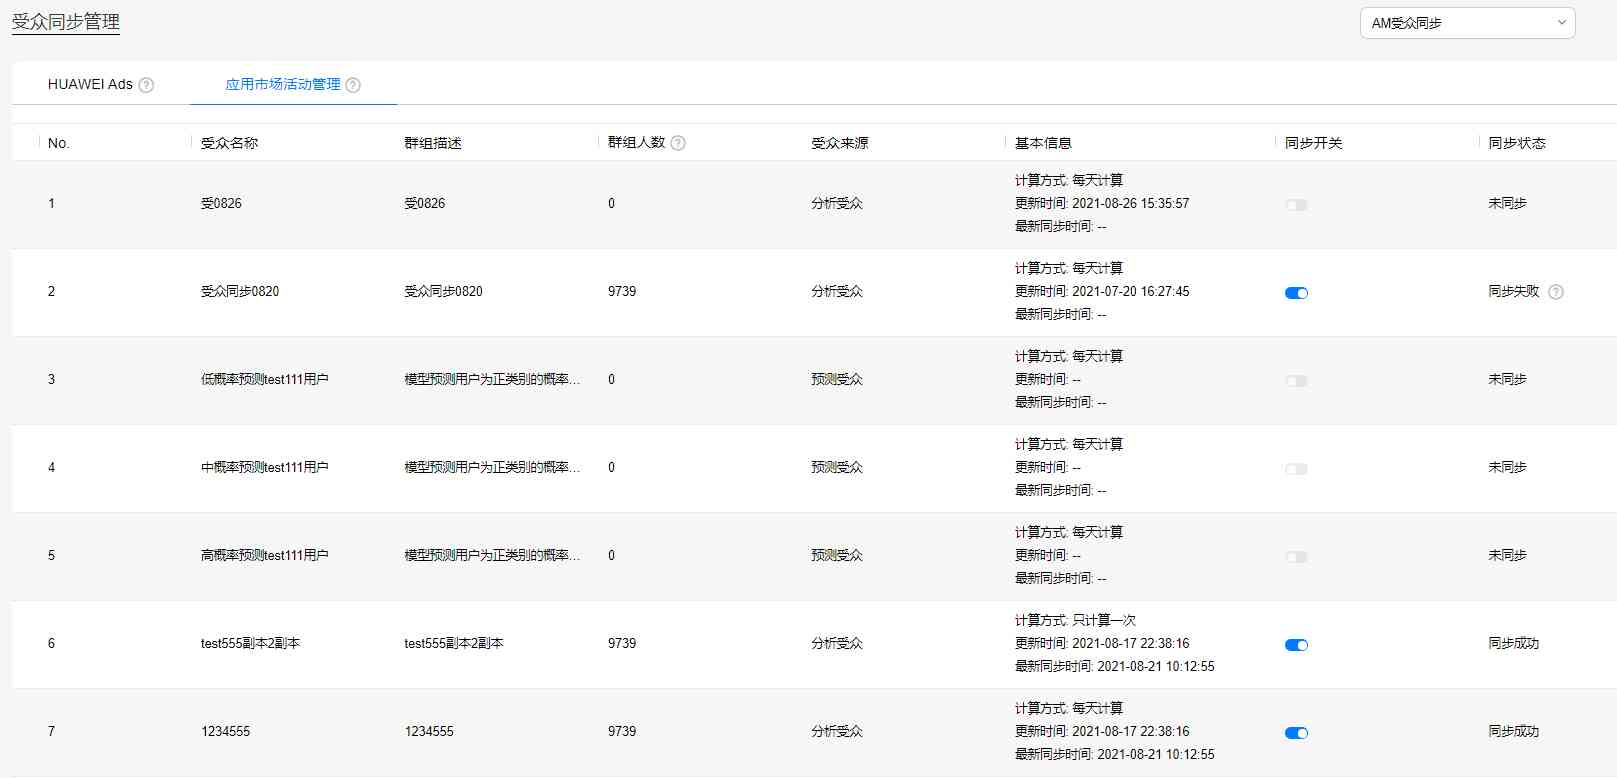 受众同步管理
AM受众同步
HUAWEI Ads ?
应用市场活动管理 ?
No. 受众名称 群组描述 群组人数 ? 受众来源 基本信息 同步开关 同步状态
计算方式: 每天计算
1 受0826 受0826 0 分析受众 更新时间: 2021-08-26 15:35:57 未同步
最新同步时间: --
计算方式: 每天计算
2 受众同步0820 受众同步0820 9739 分析受众 更新时间: 2021-07-20 16:27:45 同步失败 ?
最新同步时间: --
计算方式: 每天计算
3 低概率预测test111用户 模型预测用户为正类别的概率... 0 预测受众 更新时间: -- 未同步
最新同步时间: --
计算方式: 每天计算
4 中概率预测test111用户 模型预测用户为正类别的概率... 0 预测受众 更新时间: -- 未同步
最新同步时间: --
计算方式: 每天计算
5 高概率预测test111用户 模型预测用户为正类别的概率... 0 预测受众 更新时间: -- 未同步
最新同步时间: --
计算方式: 只计算一次
6 test555副本2副本 test555副本2副本 9739 分析受众 更新时间: 2021-08-17 22:38:16 同步成功
最新同步时间: 2021-08-21 10:12:55
计算方式: 每天计算
7 1234555 1234555 9739 分析受众 更新时间: 2021-08-17 22:38:16 同步成功
最新同步时间: 2021-08-21 10:12:55